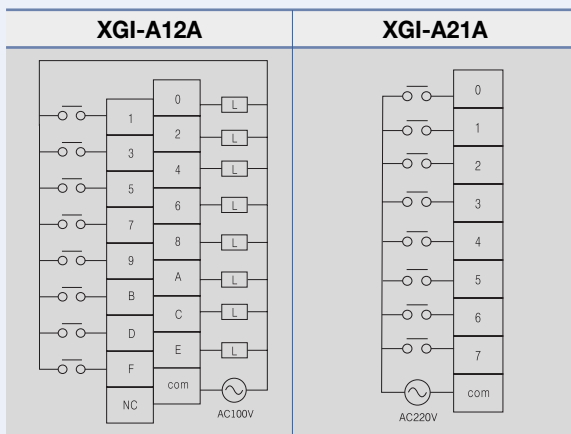 XGI-A12A
XGI-A21A
0
1
L
2
3
L
4
5
L
6
7
L
8
9
L
A
B
L
C
D
L
E
F
L
com
NC
AC100V
0
1
2
3
4
5
6
7
com
AC220V